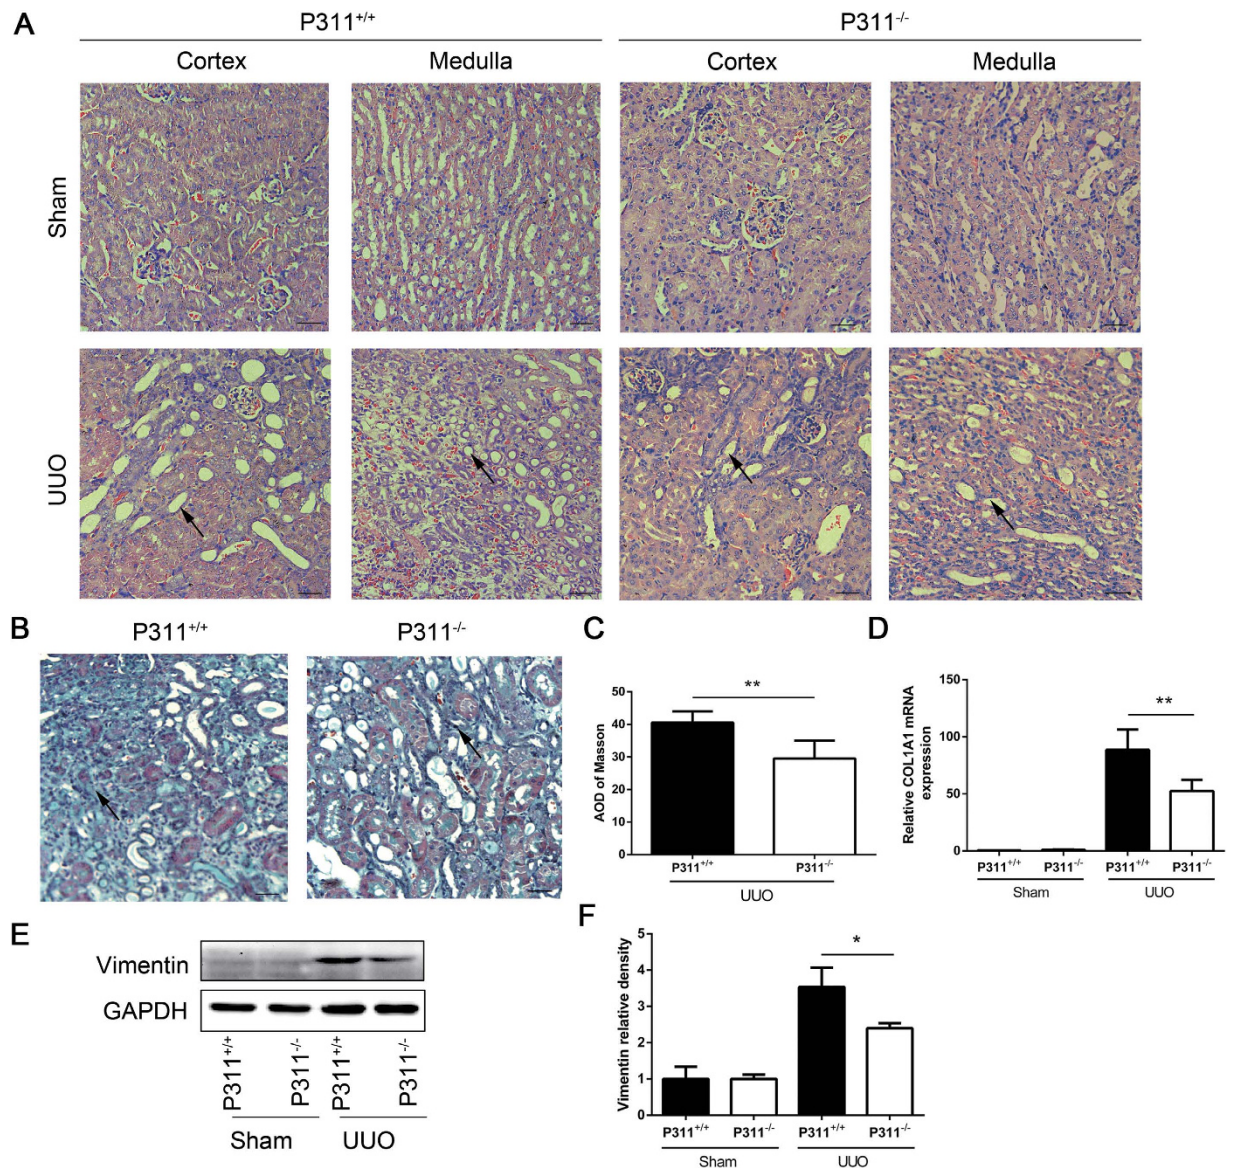 A
P311+/+
P311-/-
Cortex
Medulla
Cortex
Medulla
Sham
UUO
B
P311+/+
P311-/-
C
AOD of Masson
50
40
30
20
10
0
**
P311+/+
P311-/-
UUO
D
Relative COL1A1 mRNA
expression
150
100
50
0
**
P311+/+
P311-/-
P311+/+
P311-/-
Sham
UUO
E
Vimentin
GAPDH
P311+/+
P311-/-
P311+/+
P311-/-
Sham
UUO
F
Vimentin relative density
5
4
3
2
1
0
*
P311+/+
P311-/-
P311+/+
P311-/-
Sham
UUO